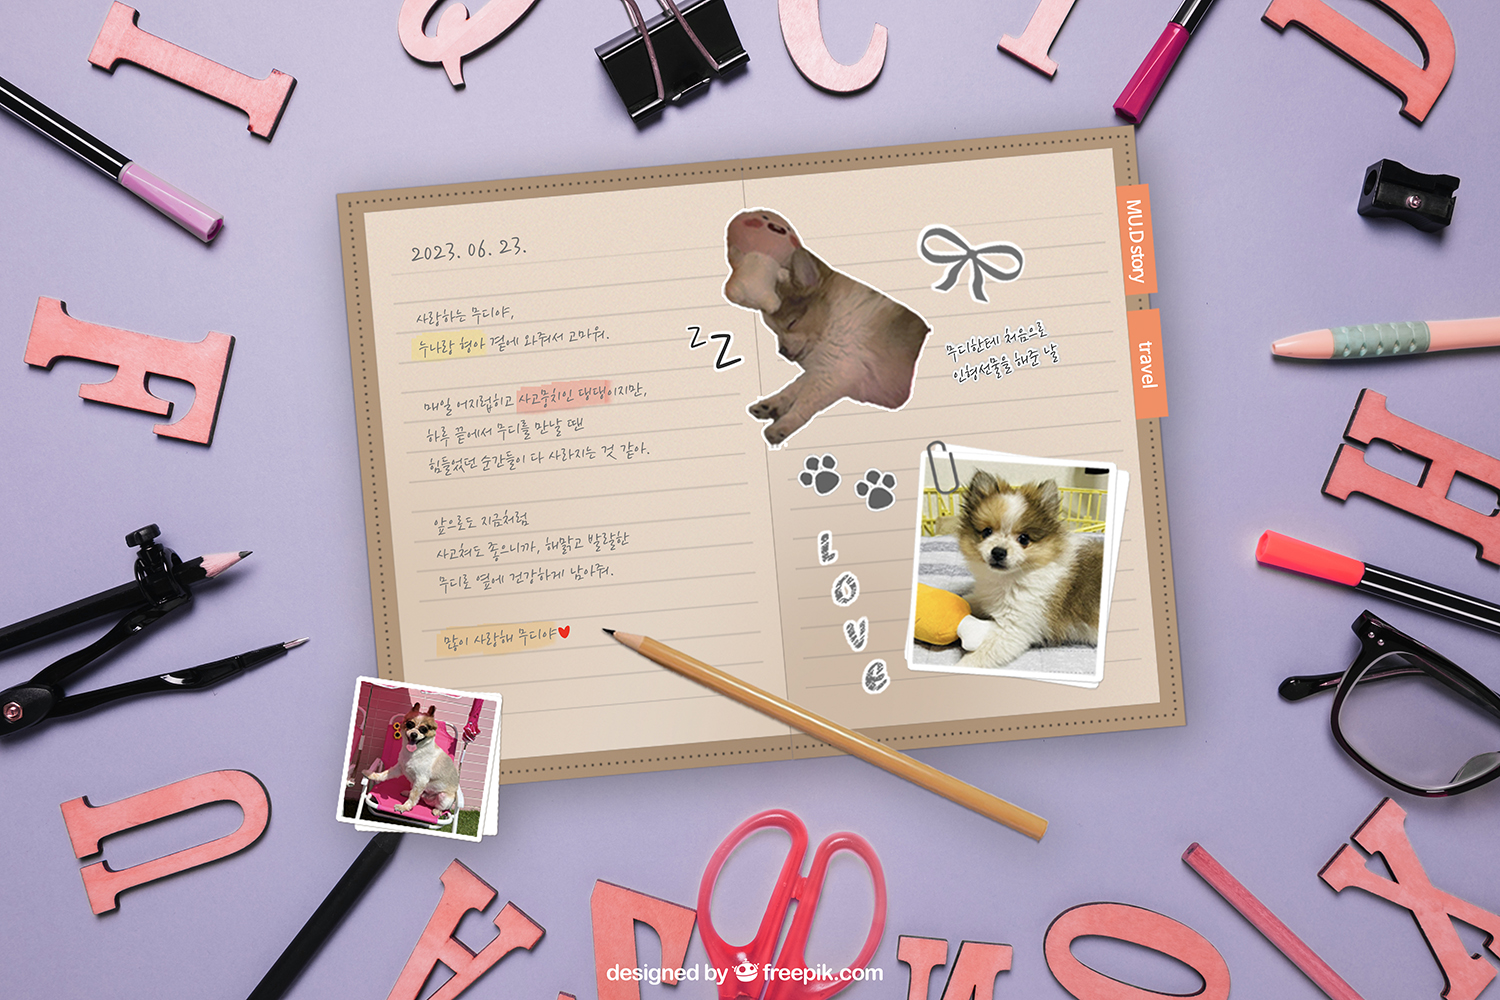 2023. 06. 23.
사랑하는 무디야,
누나랑 형아 곁에 와줘서 고마워.
매일 어지럽히고 사고뭉치인 댕댕이지만,
하루 끝에서 무디를 만날 땐
힘들었던 순간들이 다 사라지는 것 같아.
앞으로도 지금처럼
사고쳐도 좋으니까, 해맑고 발랄한
무디로 옆에 건강하게 남아줘.
많이 사랑해 무디야
z
Z
무디한테 처음으로
인형선물을 해준 날
L
O
V
E
MU.D story
travel
I
Q
C
I
D
F
H
U
A
Z
M
O
X
designed by freepik.com